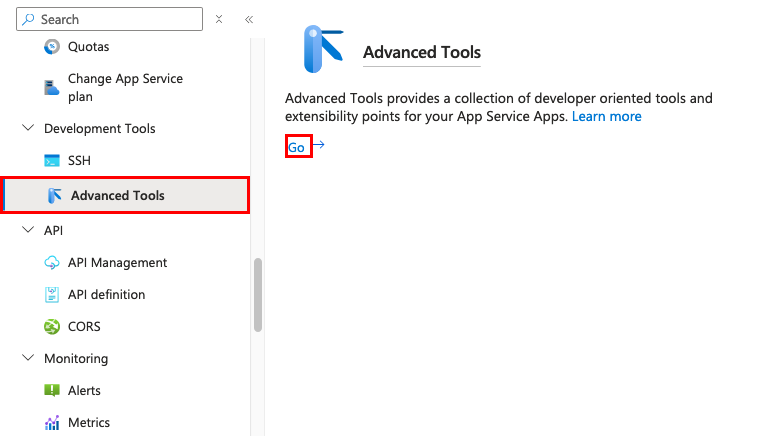 Search
Quotas
Change App Service
plan
Development Tools
SSH
Advanced Tools
API
API Management
API definition
CORS
Monitoring
Alerts
Metrics
Advanced Tools
Advanced Tools provides a collection of developer oriented tools and
extensibility points for your App Service Apps. Learn more
Go